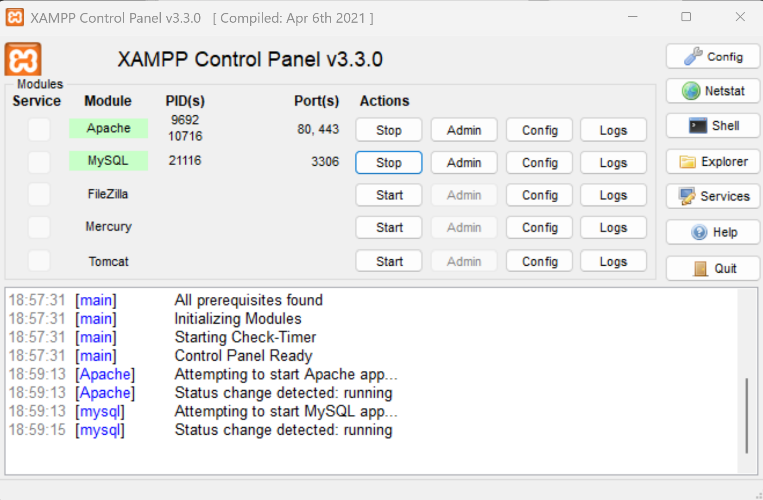 XAMPP Control Panel v3.3.0 [ Compiled: Apr 6th 2021 ]
XAMPP Control Panel v3.3.0
Config
Modules
Service Module PID(s) Port(s) Actions
Netstat
Apache 9692 10716 80, 443 Stop Admin Config Logs
Shell
MySQL 21116 3306 Stop Admin Config Logs
Explorer
FileZilla Start Admin Config Logs
Services
Mercury Start Admin Config Logs
Help
Tomcat Start Admin Config Logs
Quit
18:57:31 [main] All prerequisites found
18:57:31 [main] Initializing Modules
18:57:31 [main] Starting Check-Timer
18:57:31 [main] Control Panel Ready
18:59:13 [Apache] Attempting to start Apache app...
18:59:13 [Apache] Status change detected: running
18:59:13 [mysql] Attempting to start MySQL app...
18:59:15 [mysql] Status change detected: running